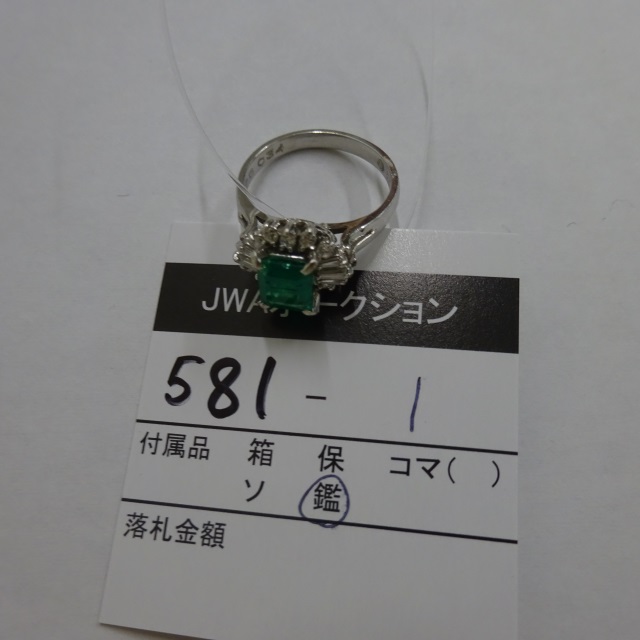 JWAオークション
581 - 1
付属品 箱 保 コマ( )
ソ 鑑
落札金額